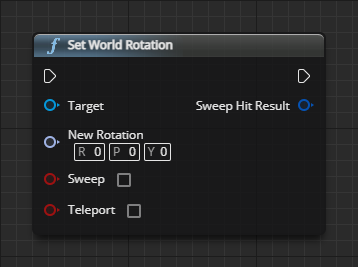 f Set World Rotation
Target Sweep Hit Result
New Rotation
R 0 P 0 Y 0
Sweep
Teleport